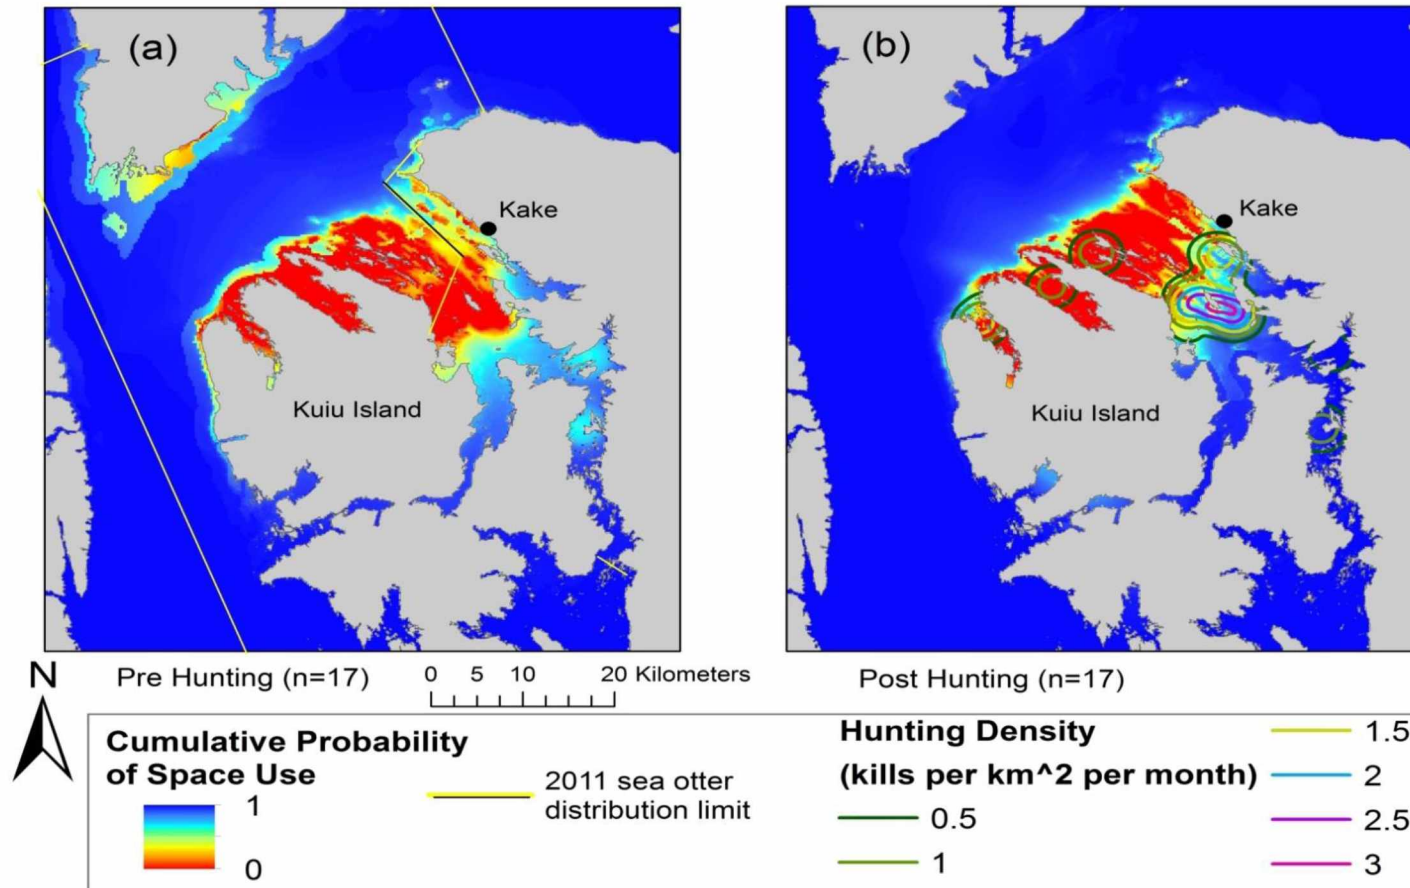 (a)
Kake
Kuiu Island
(b)
Kake
Kuiu Island
N
Pre Hunting (n=17)
0 5 10 20 Kilometers
Post Hunting (n=17)
Cumulative Probability
of Space Use
1
0
2011 sea otter
distribution limit
Hunting Density
(kills per km^2 per month)
0.5
1
1.5
2
2.5
3